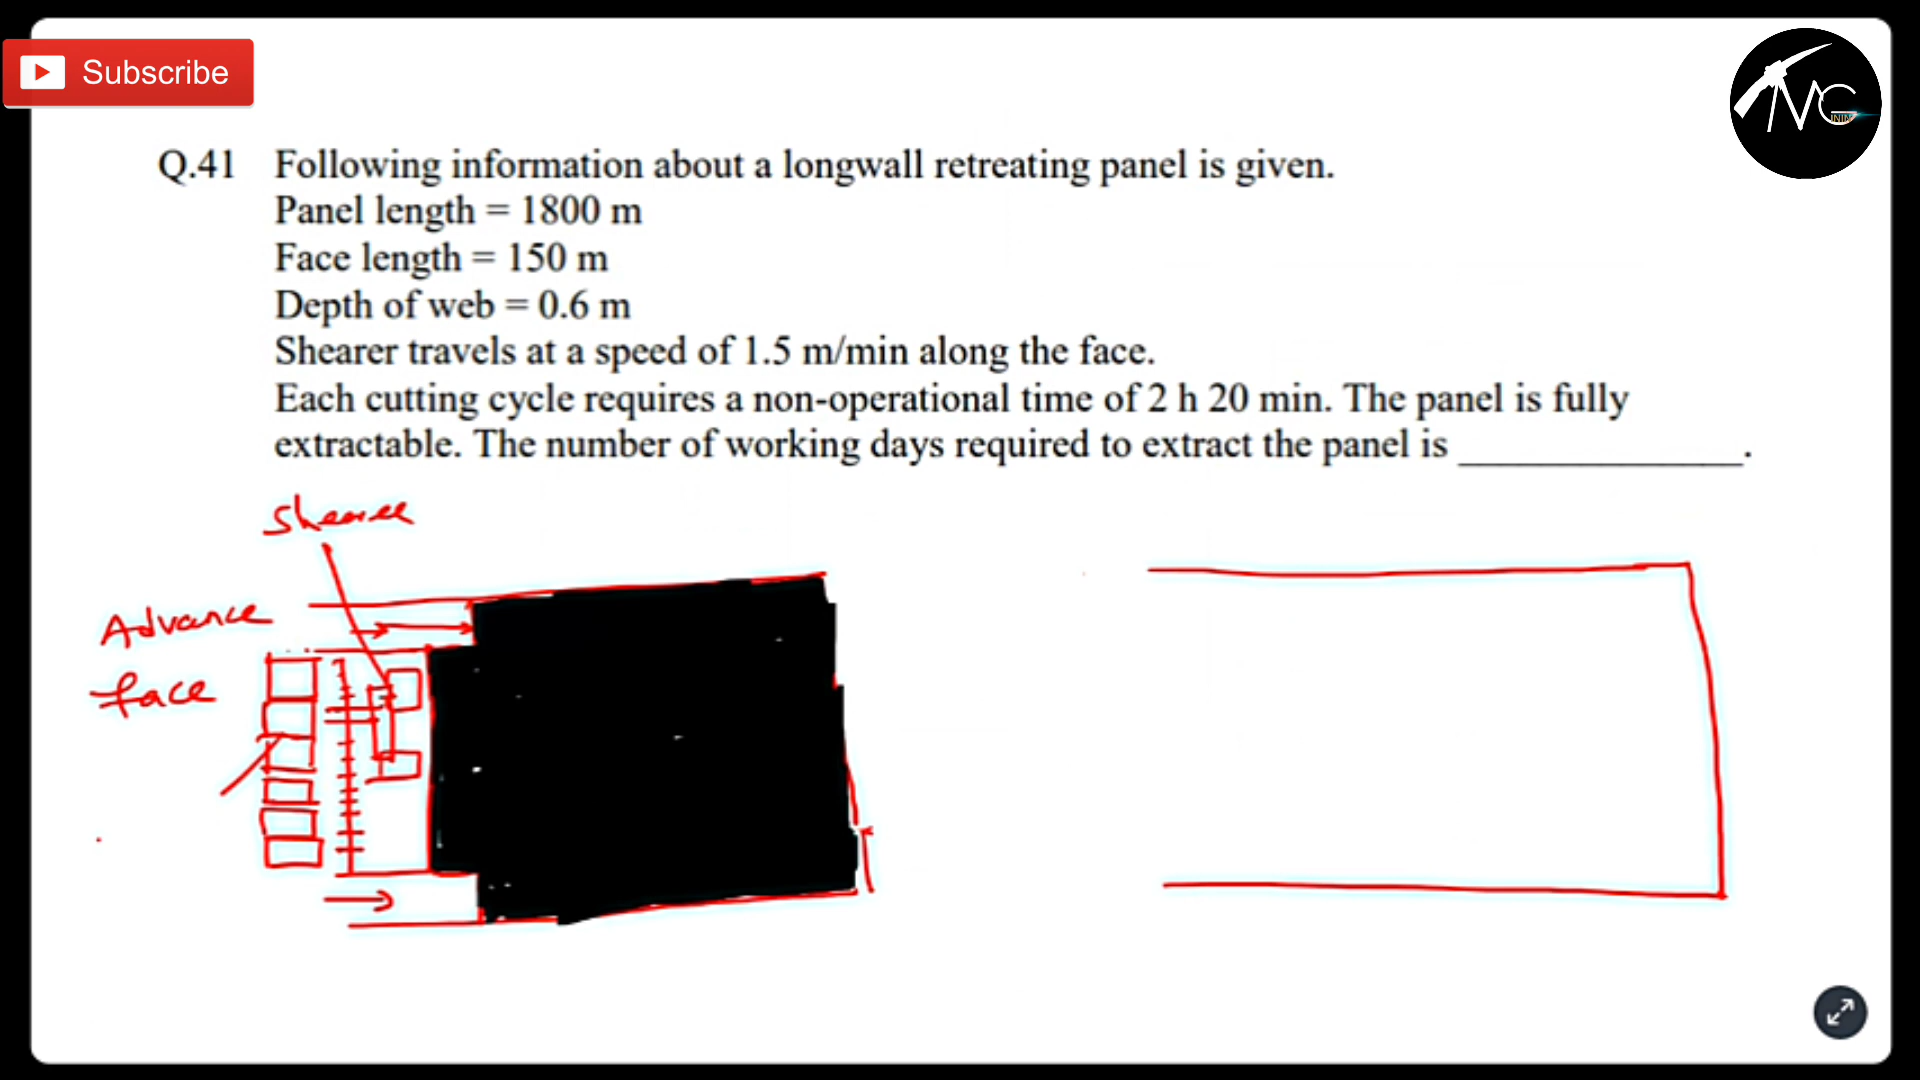 Subscribe
MG
INING
Q.41 Following information about a longwall retreating panel is given.
Panel length = 1800 m
Face length = 150 m
Depth of web = 0.6 m
Shearer travels at a speed of 1.5 m/min along the face.
Each cutting cycle requires a non-operational time of 2 h 20 min. The panel is fully
extractable. The number of working days required to extract the panel is ______________.
Shearer
Advance
face